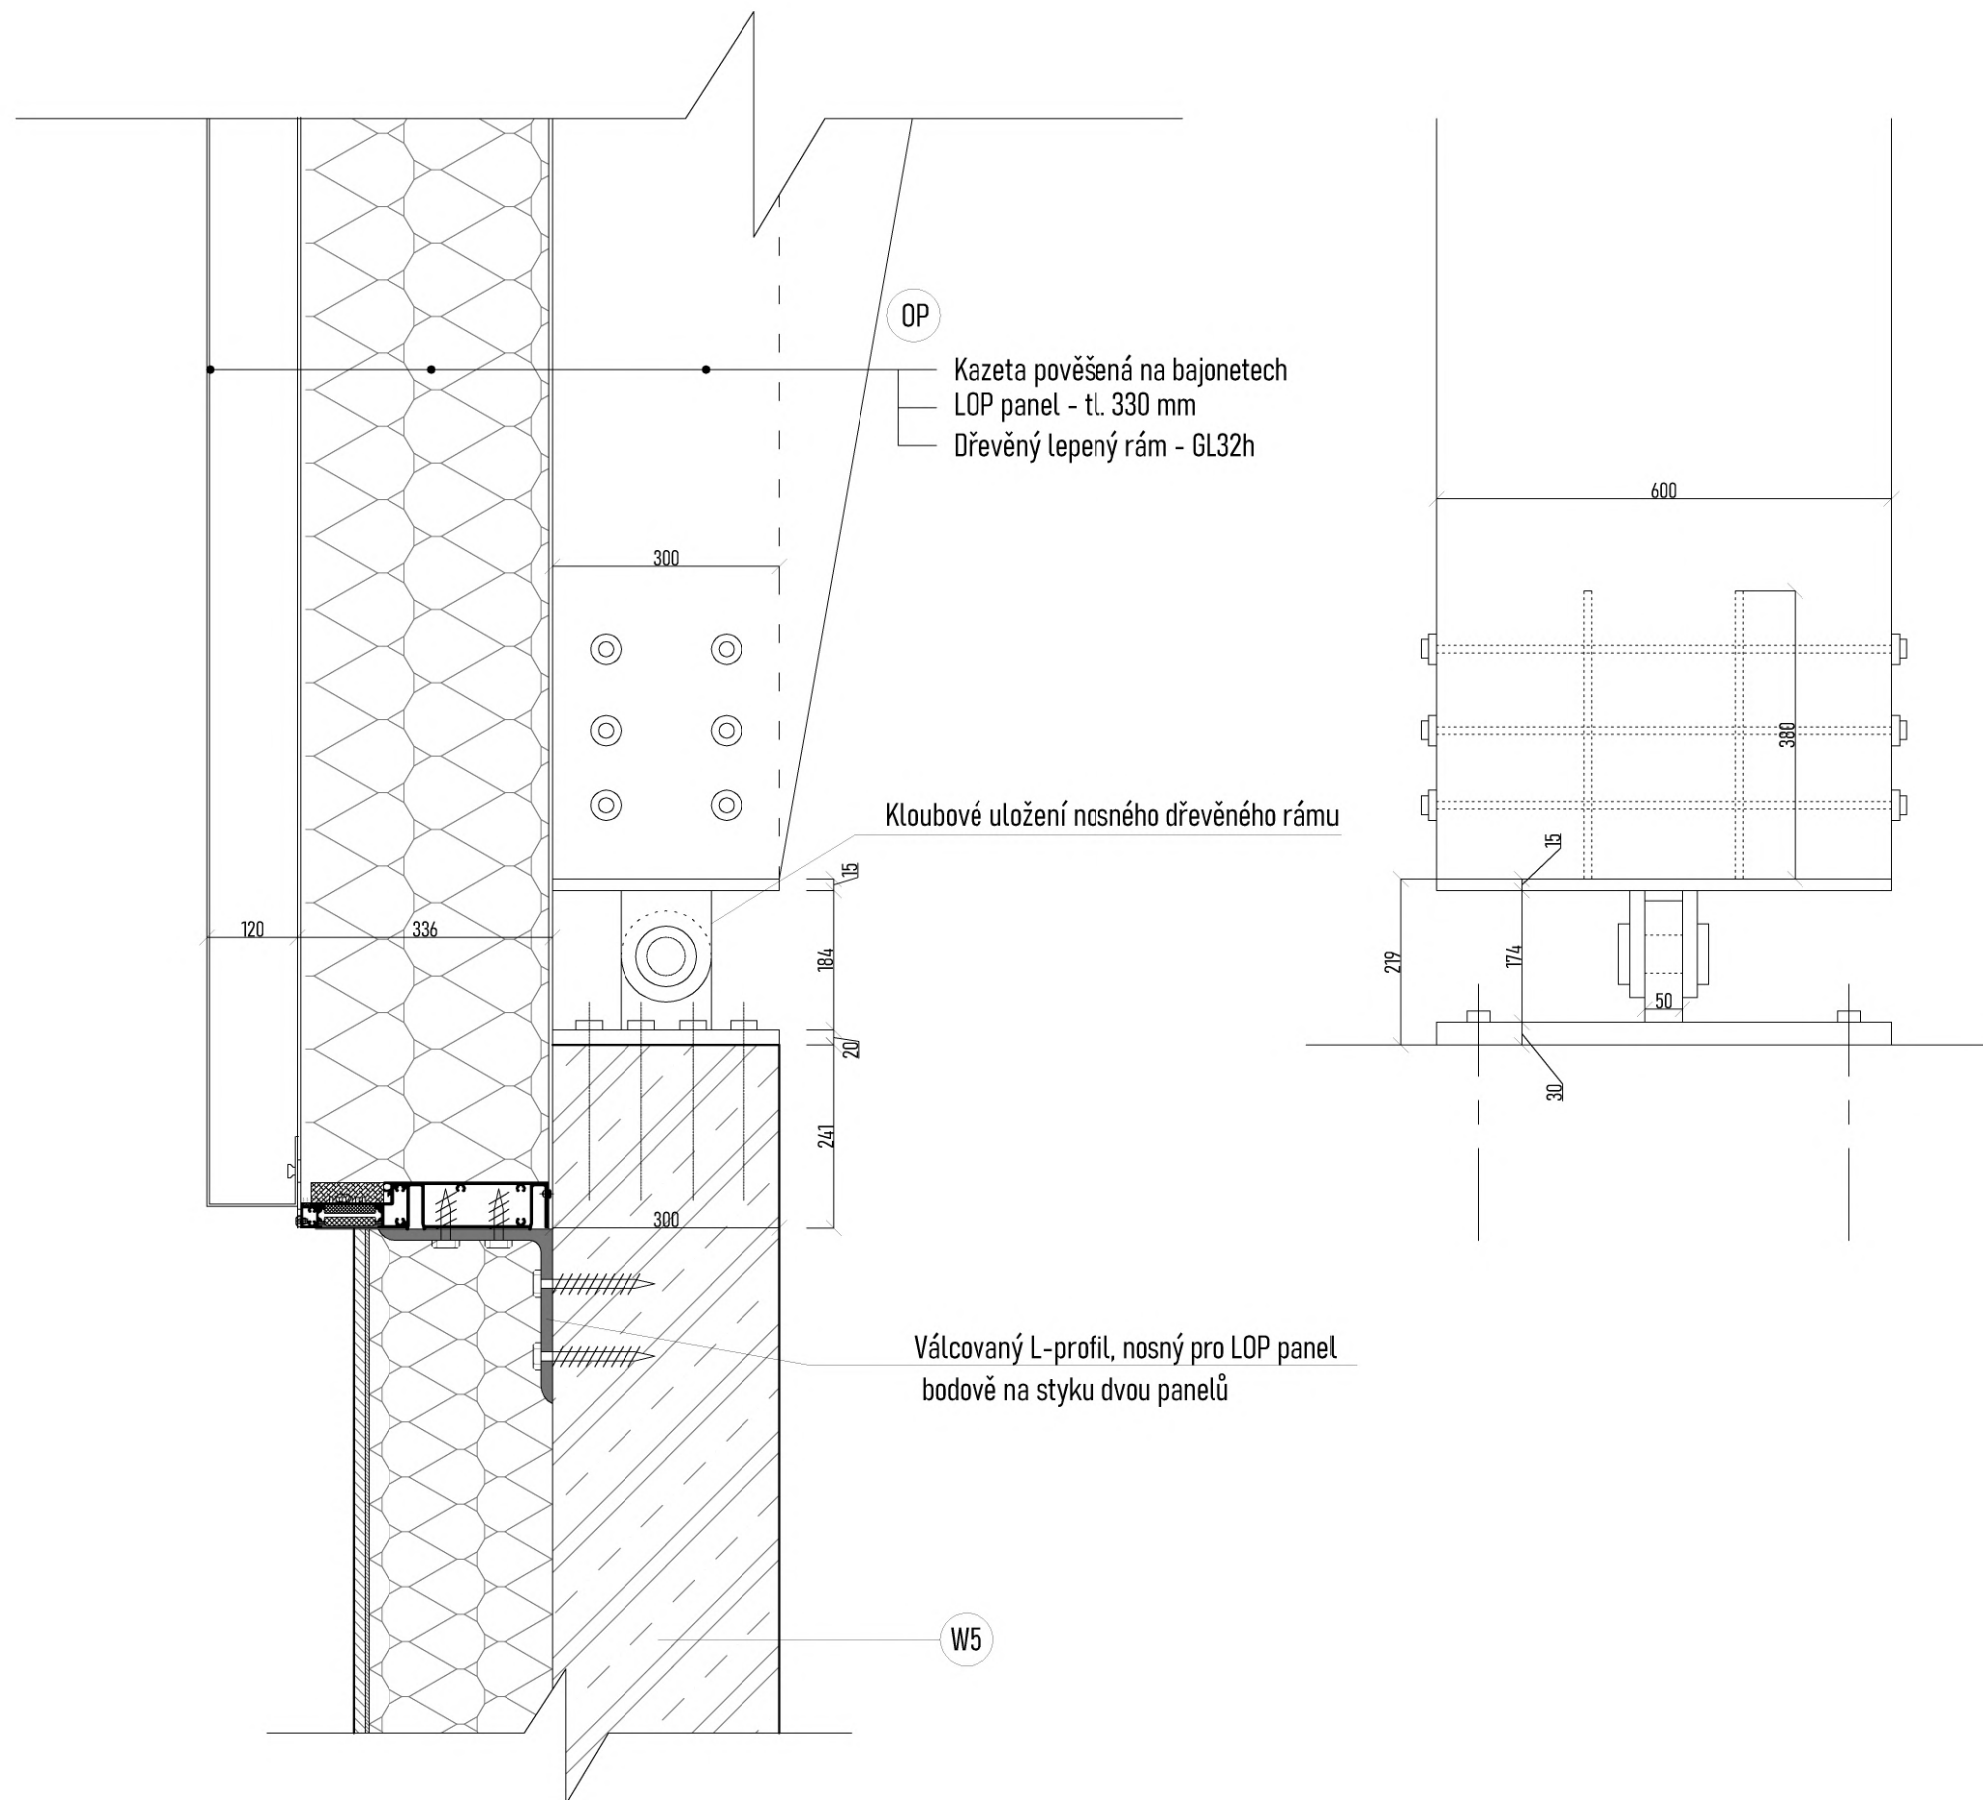 OP
Kazeta pověšená na bajonetech
LOP panel - tl. 330 mm
Dřevěný lepený rám - GL32h
600
300
380
Kloubové uložení nosného dřevěného rámu
15
15
120
336
184
219
174
50
20
30
241
300
Válcovaný L-profil, nosný pro LOP panel
bodově na styku dvou panelů
W5